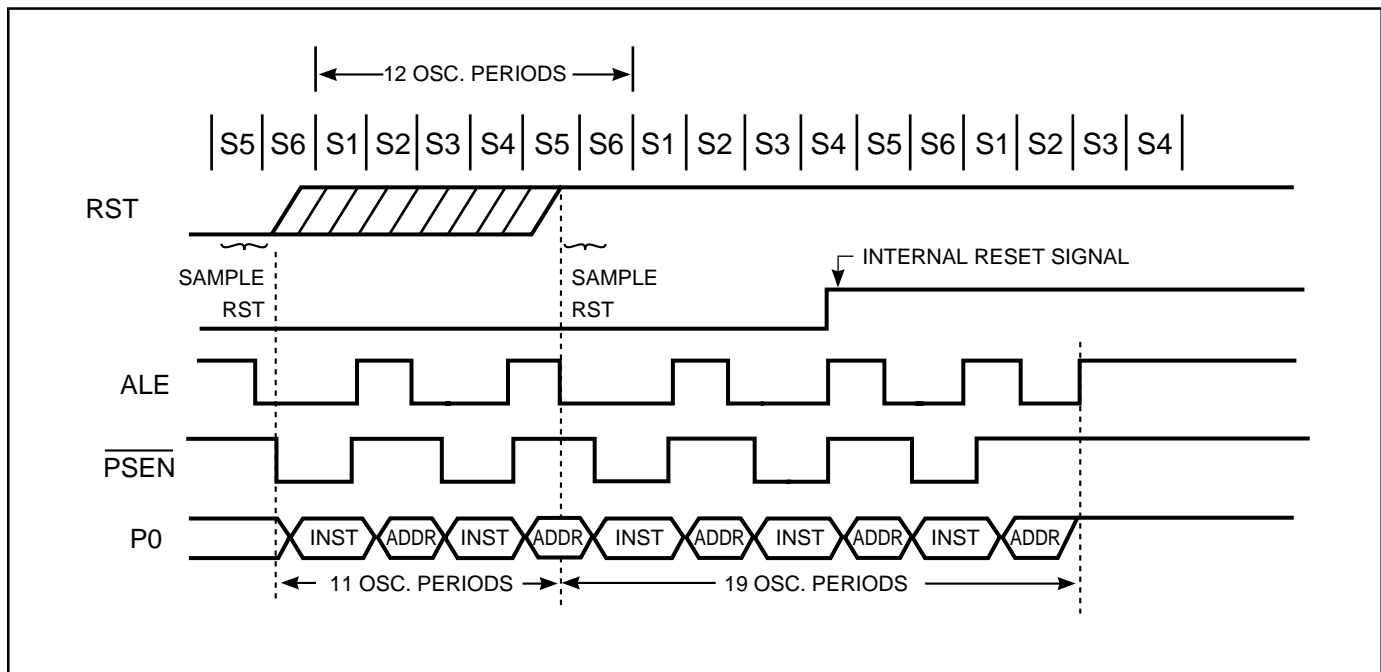 12 OSC. PERIODS
S5 S6 S1 S2 S3 S4 S5 S6 S1 S2 S3 S4 S5 S6 S1 S2 S3 S4
RST
SAMPLE
RST
SAMPLE
RST
INTERNAL RESET SIGNAL
ALE
PSEN
P0
INST ADDR INST ADDR INST ADDR INST ADDR INST ADDR
11 OSC. PERIODS
19 OSC. PERIODS